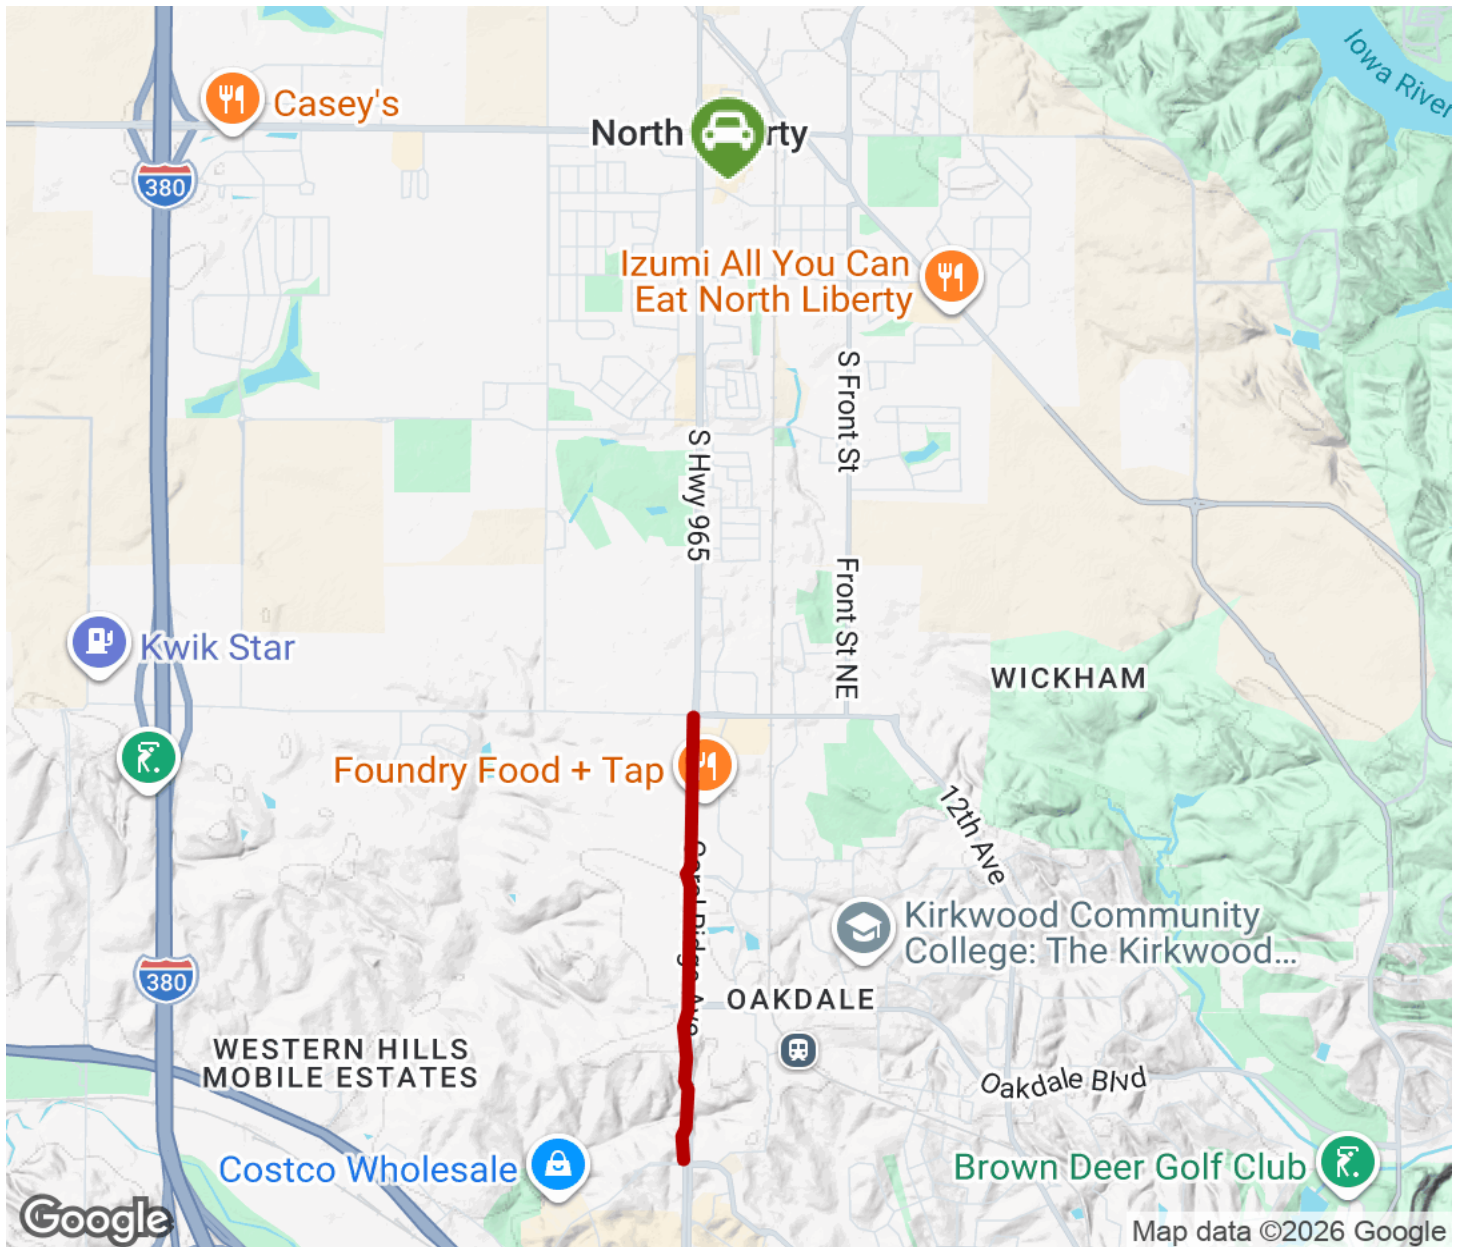 Iowa River
Casey's
North
rty
380
Izumi All You Can
Eat North Liberty
S Front St
S Hwy 965
Front St NE
Kwik Star
WICKHAM
Foundry Food + Tap
12th Ave
Kirkwood Community
College: The Kirkwood...
380
OAKDALE
WESTERN HILLS
MOBILE ESTATES
Oakdale Blvd
Costco Wholesale
Brown Deer Golf Club
Google
Map data ©2026 Google